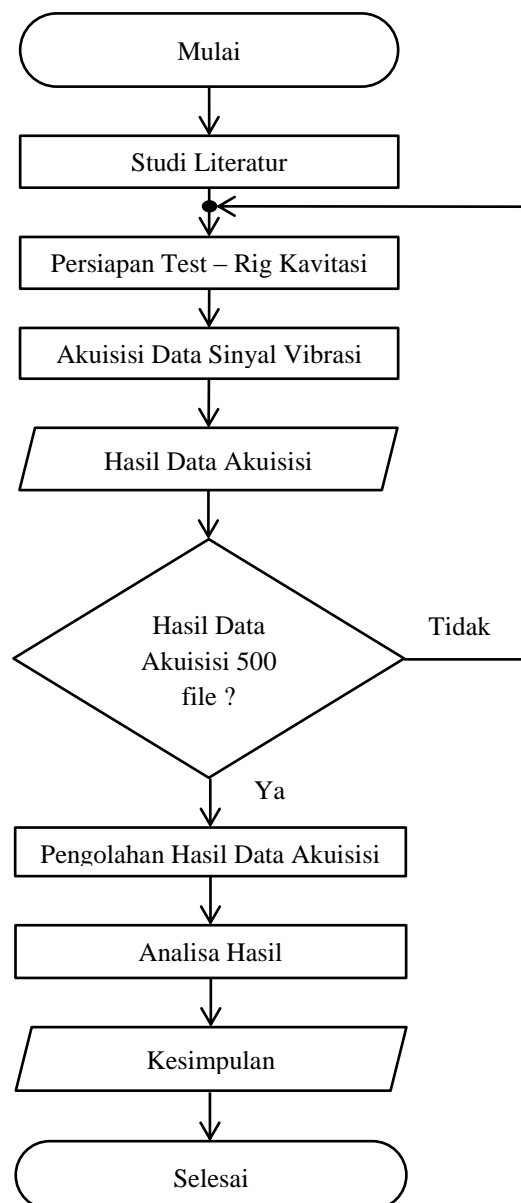 Mulai
Studi Literatur
Persiapan Test – Rig Kavitasi
Akuisisi Data Sinyal Vibrasi
Hasil Data Akuisisi
Hasil Data
Akuisisi 500
file ?
Tidak
Ya
Pengolahan Hasil Data Akuisisi
Analisa Hasil
Kesimpulan
Selesai